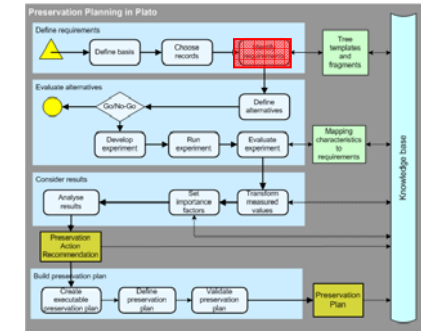 Preservation Planning in Plato
Define requirements
Define basis
Choose
records
Identify
requirements
Tree
templates
and
fragments
Evaluate alternatives
Go/No-Go
Define
alternatives
Develop
experiment
Run
experiment
Evaluate
experiment
Mapping
characteristics
to
requirements
Knowledge base
Consider results
Analyse
results
Set
importance
factors
Transform
measured
values
Preservation
Action
Recommendation
Build preservation plan
Create
executable
preservation plan
Define
preservation
plan
Validate
preservation
plan
Preservation
Plan